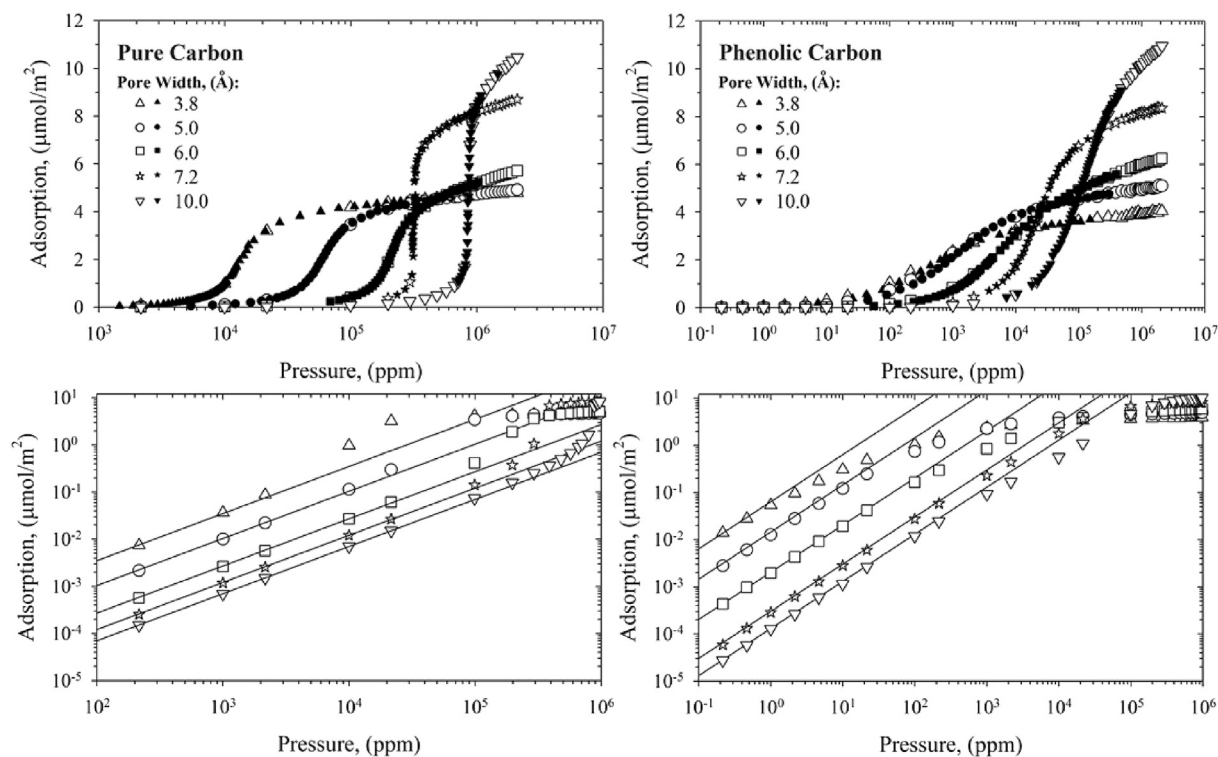 12
10
8
6
4
2
0
Adsorption, (μmol/m²)
Pure Carbon
Pore Width, (Å):
3.8
5.0
6.0
7.2
10.0
10³ 10⁴ 10⁵ 10⁶ 10⁷
Pressure, (ppm)
12
10
8
6
4
2
0
Adsorption, (μmol/m²)
Phenolic Carbon
Pore Width, (Å):
3.8
5.0
6.0
7.2
10.0
10⁻¹ 10⁰ 10¹ 10² 10³ 10⁴ 10⁵ 10⁶ 10⁷
Pressure, (ppm)
10¹
10⁰
10⁻¹
10⁻²
10⁻³
10⁻⁴
10⁻⁵
Adsorption, (μmol/m²)
10² 10³ 10⁴ 10⁵ 10⁶
Pressure, (ppm)
10¹
10⁰
10⁻¹
10⁻²
10⁻³
10⁻⁴
10⁻⁵
Adsorption, (μmol/m²)
10⁻¹ 10⁰ 10¹ 10² 10³ 10⁴ 10⁵ 10⁶
Pressure, (ppm)